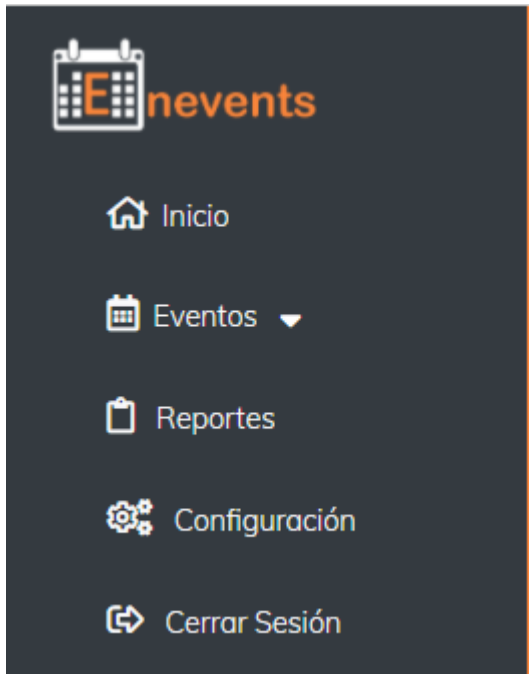 Enevents
Inicio
Eventos
Reportes
Configuración
Cerrar Sesión